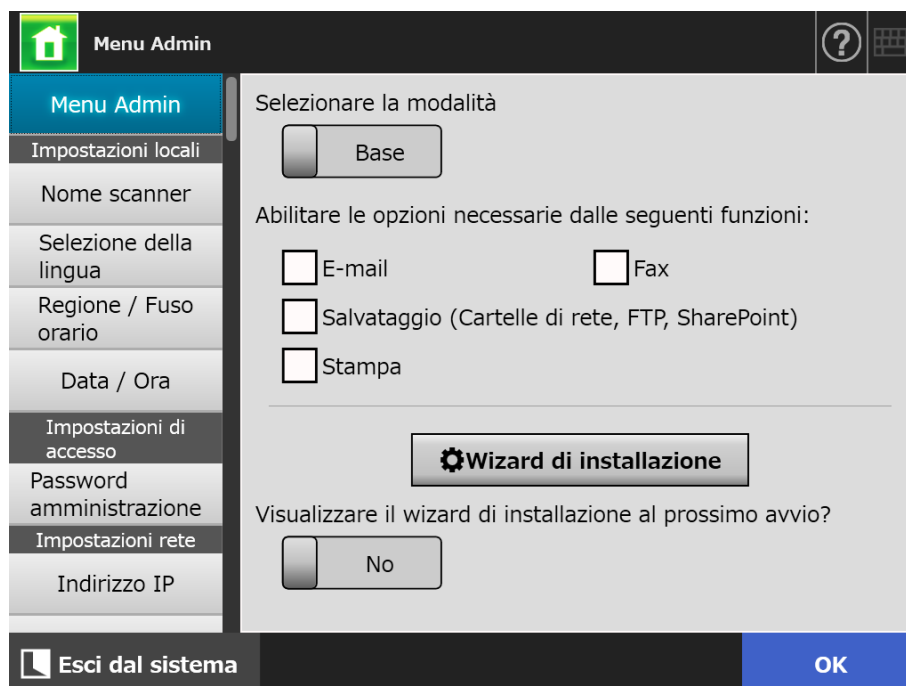 Menu Admin
?
Menu Admin
Impostazioni locali
Nome scanner
Selezione della
lingua
Regione / Fuso
orario
Data / Ora
Impostazioni di
accesso
Password
amministrazione
Impostazioni rete
Indirizzo IP
Selezionare la modalità
Base
Abilitare le opzioni necessarie dalle seguenti funzioni:
E-mail
Fax
Salvataggio (Cartelle di rete, FTP, SharePoint)
Stampa
Wizard di installazione
Visualizzare il wizard di installazione al prossimo avvio?
No
Esci dal sistema
OK